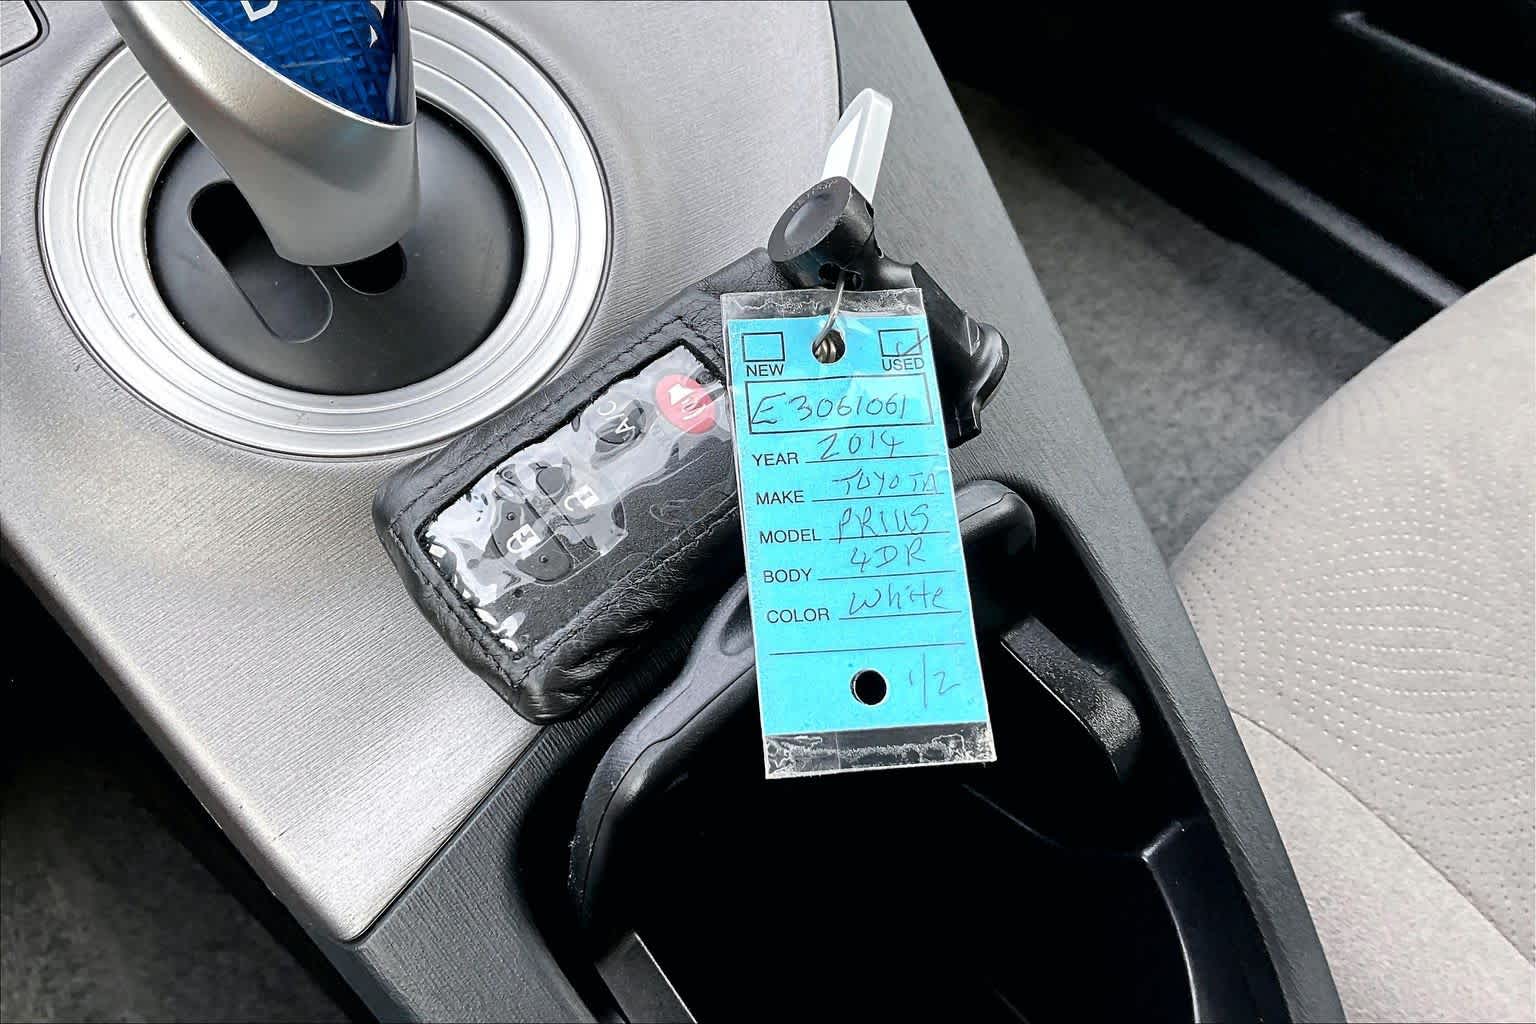 D
NEW USED
E3061061
YEAR 2014
MAKE TOYOTA
MODEL PRIUS
BODY 4DR
COLOR White
1/2
A/C